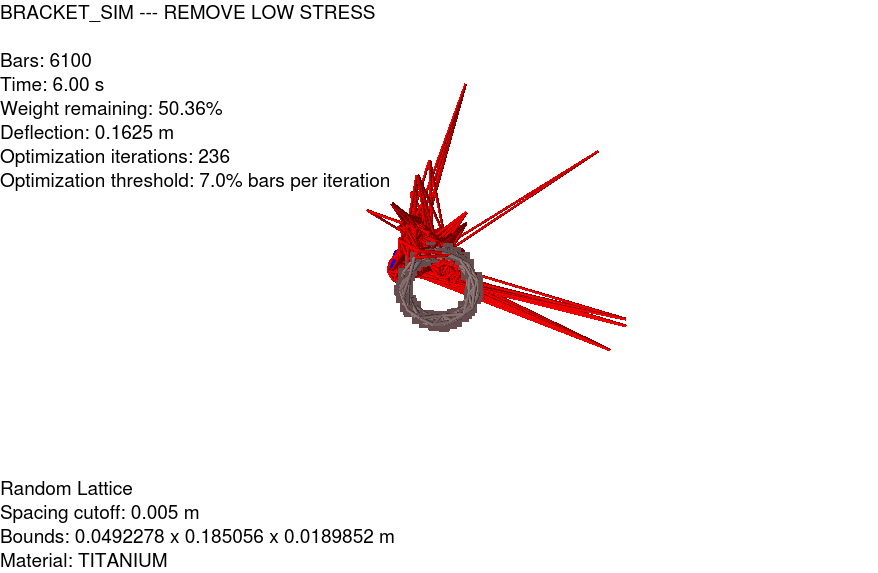 BRACKET_SIM --- REMOVE LOW STRESS
Bars: 6100
Time: 6.00 s
Weight remaining: 50.36%
Deflection: 0.1625 m
Optimization iterations: 236
Optimization threshold: 7.0% bars per iteration
Random Lattice
Spacing cutoff: 0.005 m
Bounds: 0.0492278 x 0.185056 x 0.0189852 m
Material: TITANIUM